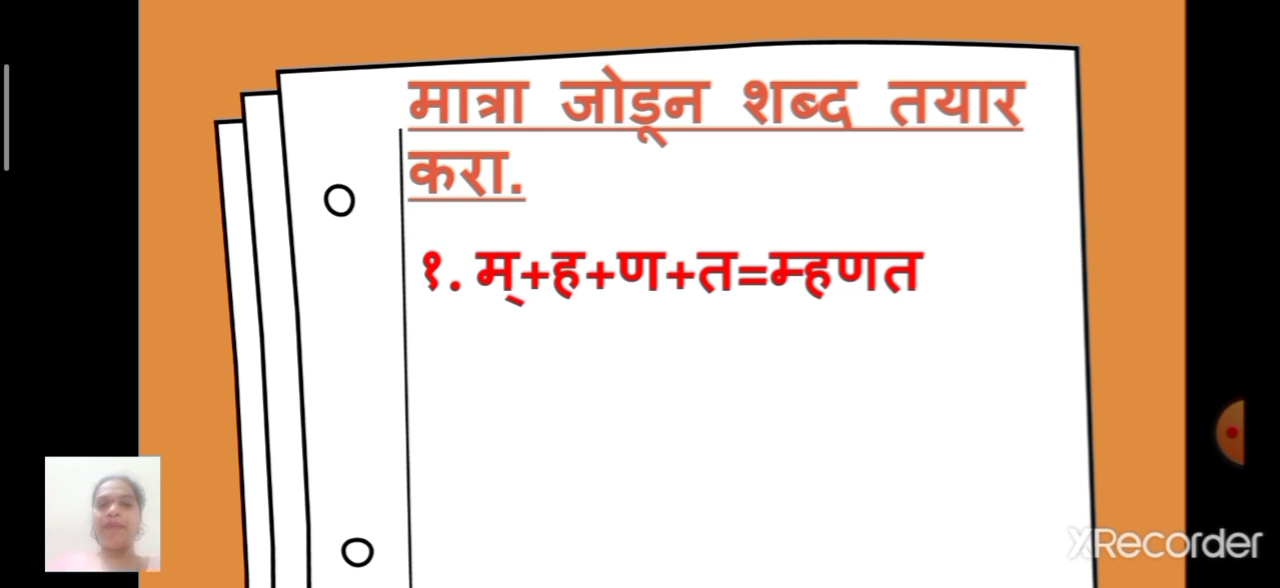 मात्रा जोडून शब्द तयार
करा.
१. म्+ह+ण+त=म्हणत
XRecorder